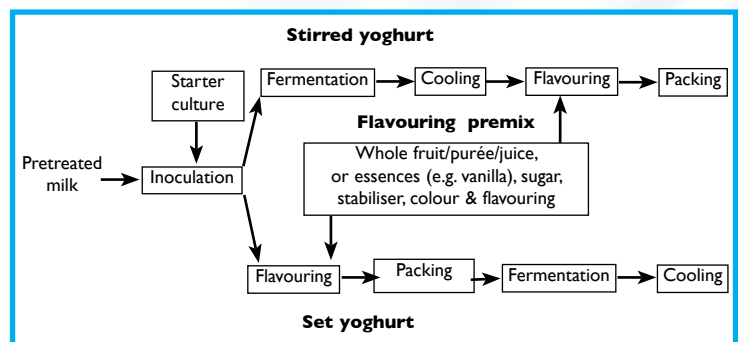 Stirred yoghurt
Starter
culture
Fermentation
Cooling
Flavouring
Packing
Flavouring premix
Pretreated
milk
Inoculation
Whole fruit/purée/juice,
or essences (e.g. vanilla), sugar,
stabiliser, colour & flavouring
Flavouring
Packing
Fermentation
Cooling
Set yoghurt